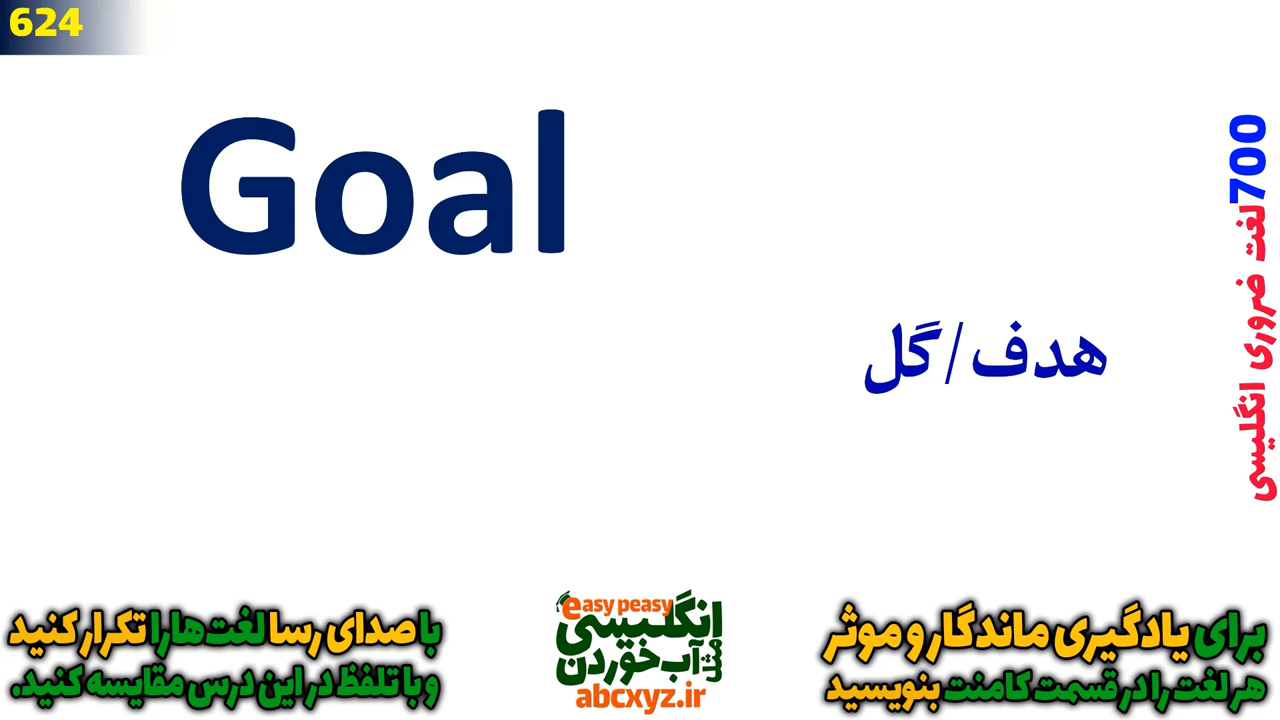 624
Goal
هدف/گل
700 لغت ضروری انگلیسی
برای یادگیری ماندگار و موثر
هر لغت را در قسمت کامنت بنویسید
easy peasy
انگلیسی
مثل آب خوردن
abcxyz.ir
با صدای رسا لغت‌ها را تکرار کنید
و با تلفظ در این درس مقایسه کنید.